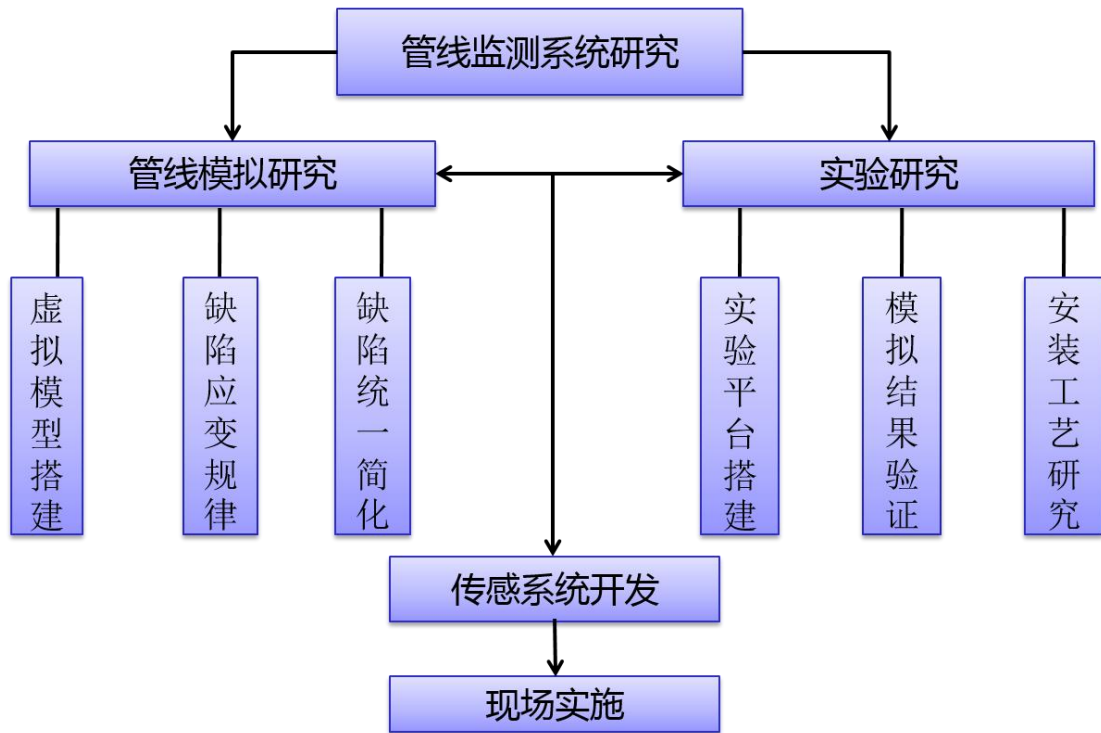 管线监测系统研究
管线模拟研究
实验研究
虚拟模型搭建
缺陷应变规律
缺陷统一简化
实验平台搭建
模拟结果验证
安装工艺研究
传感系统开发
现场实施